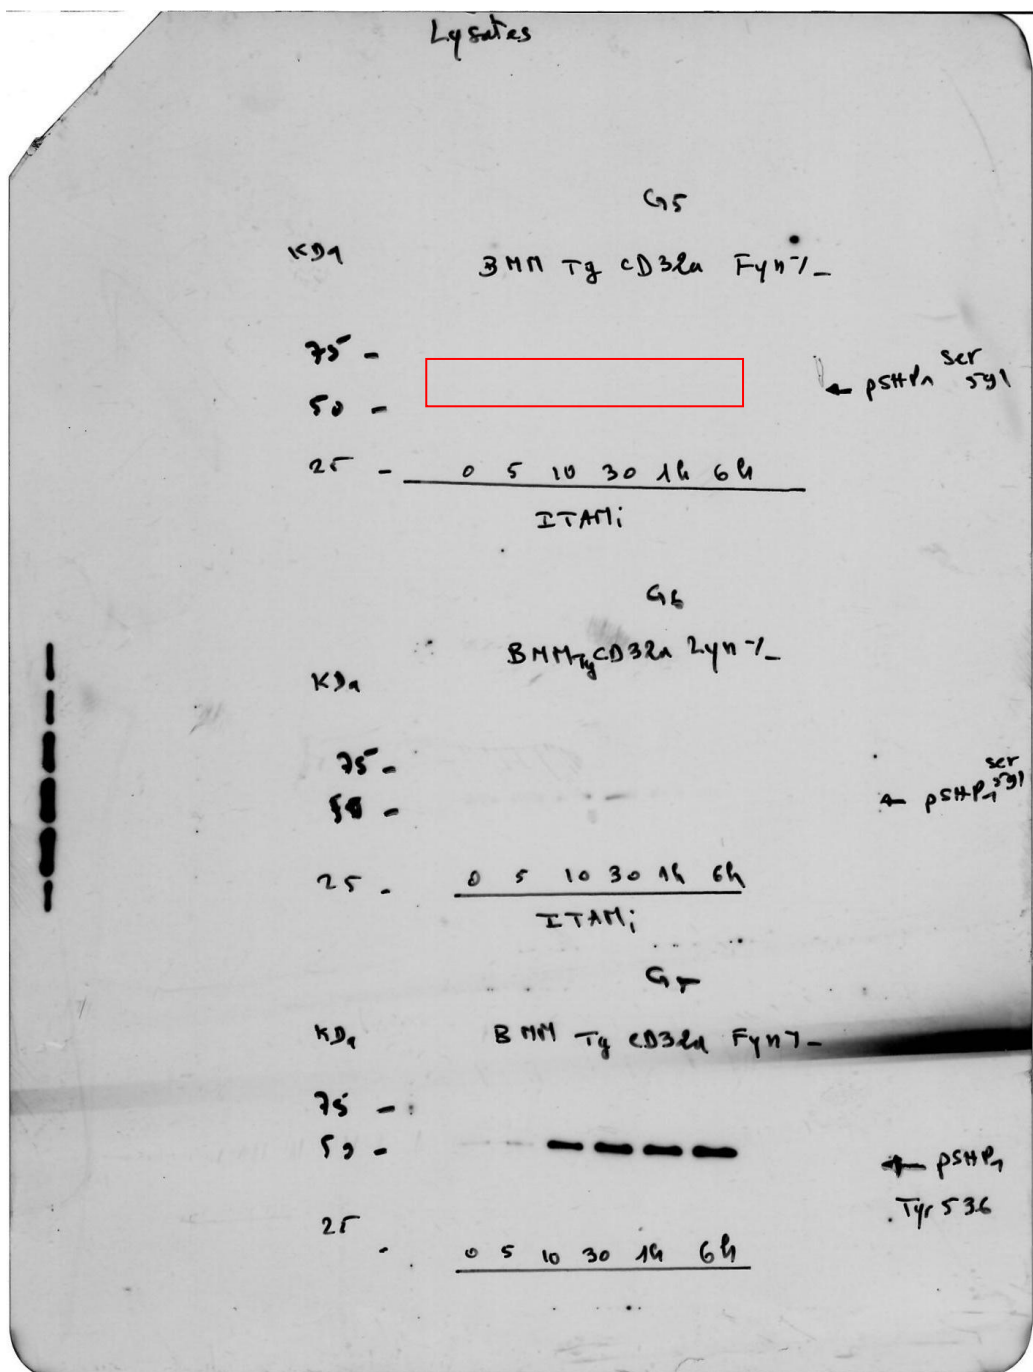 Lysates
G5
KDa BMM Tg CD32a Fyn-/-
75 -
← pSHP1 ser 591
50 -
25 - 0 5 10 30 1h 6h
ITAMi
G6
BMM Tg CD32a Lyn-/-
KDa
75 -
← pSHP1 ser 591
50 -
25 - 0 5 10 30 1h 6h
ITAMi
KDa BMM Tg CD32a Fyn-/-
75 -
50 - ← pSHP1
Tyr 536
25 -
0 5 10 30 1h 6h